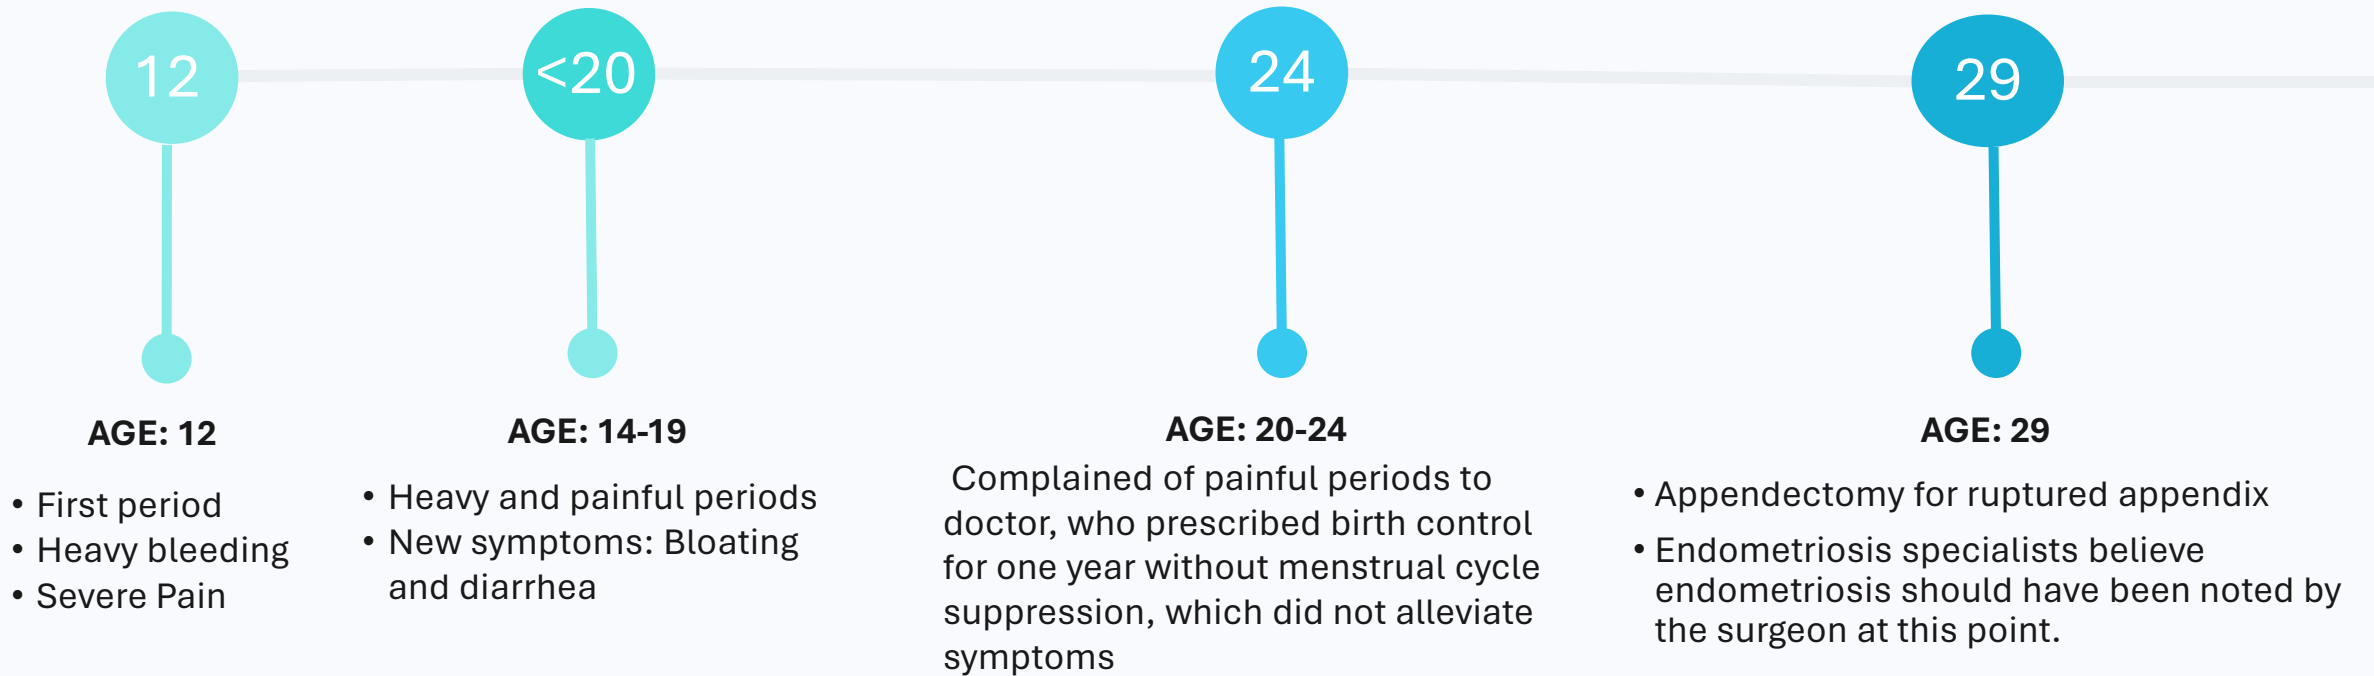 12
<20
24
29
AGE: 12
• First period
• Heavy bleeding
• Severe Pain
AGE: 14-19
• Heavy and painful periods
• New symptoms: Bloating
and diarrhea
AGE: 20-24
Complained of painful periods to
doctor, who prescribed birth control
for one year without menstrual cycle
suppression, which did not alleviate
symptoms
AGE: 29
• Appendectomy for ruptured appendix
• Endometriosis specialists believe
endometriosis should have been noted by
the surgeon at this point.